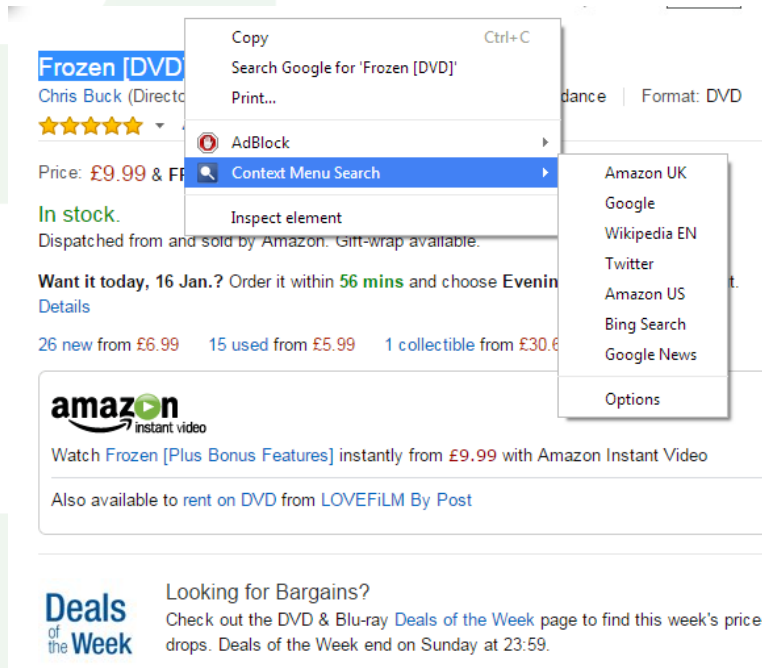 Copy Ctrl+C
Search Google for 'Frozen [DVD]'
Print...
AdBlock
Context Menu Search
Inspect element
Amazon UK
Google
Wikipedia EN
Twitter
Amazon US
Bing Search
Google News
Options
Frozen [DVD]
Chris Buck (Directo dance Format: DVD
Price: £9.99 & FR
In stock.
Dispatched from and sold by Amazon. Gift-wrap available.
Want it today, 16 Jan.? Order it within 56 mins and choose Evenin t.
Details
26 new from £6.99 15 used from £5.99 1 collectible from £30.6
amazon
instant video
Watch Frozen [Plus Bonus Features] instantly from £9.99 with Amazon Instant Video
Also available to rent on DVD from LOVEFiLM By Post
Deals
of
the Week
Looking for Bargains?
Check out the DVD & Blu-ray Deals of the Week page to find this week's price
drops. Deals of the Week end on Sunday at 23:59.